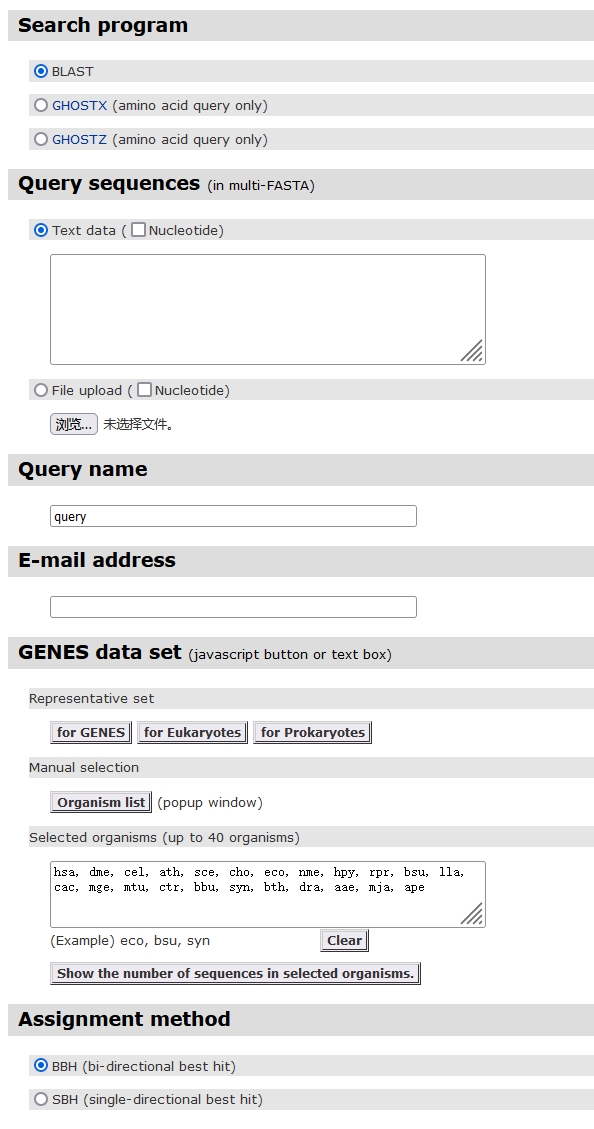 Search program
BLAST
GHOSTX (amino acid query only)
GHOSTZ (amino acid query only)
Query sequences (in multi-FASTA)
Text data ( Nucleotide)
File upload ( Nucleotide)
浏览... 未选择文件。
Query name
query
E-mail address
GENES data set (javascript button or text box)
Representative set
for GENES for Eukaryotes for Prokaryotes
Manual selection
Organism list (popup window)
Selected organisms (up to 40 organisms)
hsa, dme, cel, ath, sce, cho, eco, nme, hpy, rpr, bsu, lla,
cac, mge, mtu, ctr, bbu, syn, bth, dra, aae, mja, ape
(Example) eco, bsu, syn Clear
Show the number of sequences in selected organisms.
Assignment method
BBH (bi-directional best hit)
SBH (single-directional best hit)